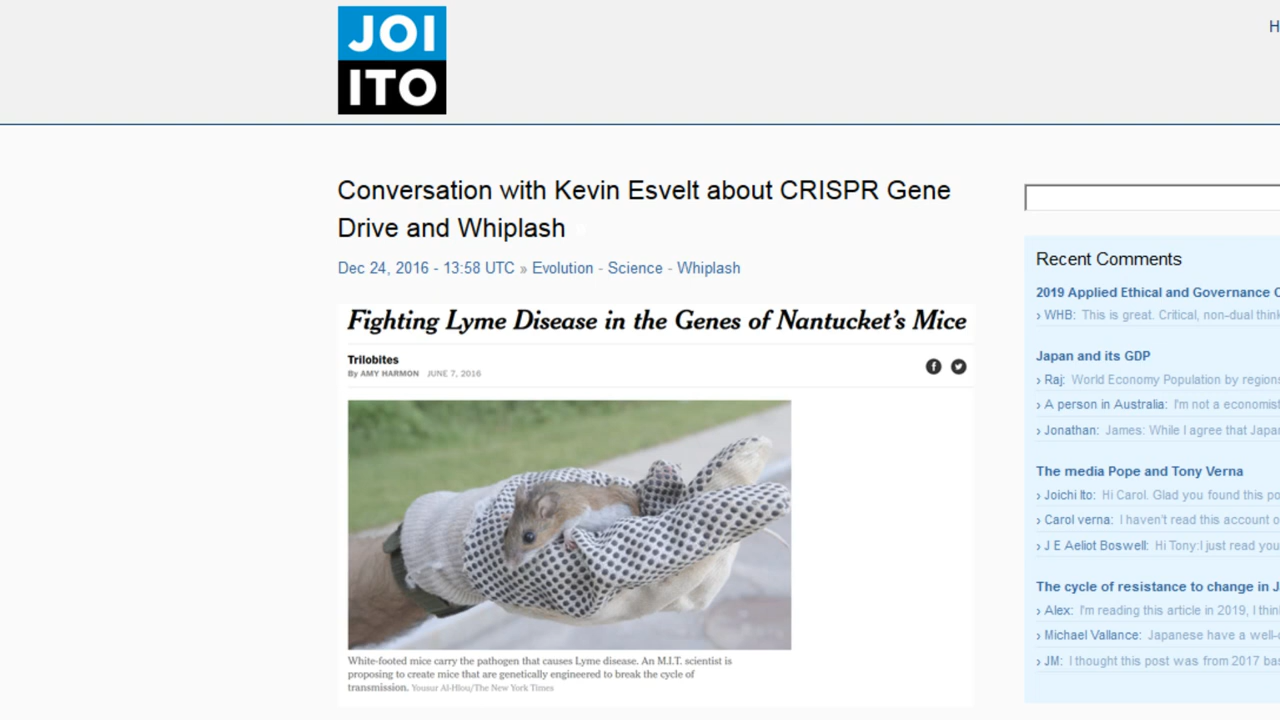 JOI
ITO
H
Conversation with Kevin Esvelt about CRISPR Gene
Drive and Whiplash
Dec 24, 2016 - 13:58 UTC » Evolution - Science - Whiplash
Fighting Lyme Disease in the Genes of Nantucket's Mice
Trilobites
By AMY HARMON JUNE 7, 2016
White-footed mice carry the pathogen that causes Lyme disease. An M.I.T. scientist is
proposing to create mice that are genetically engineered to break the cycle of
transmission. Yousur Al-Hlou/The New York Times
Recent Comments
2019 Applied Ethical and Governance C
› WHB: This is great. Critical, non-dual think
Japan and its GDP
› Raj: World Economy Population by regions
› A person in Australia: I'm not a economist
› Jonathan: James: While I agree that Japa
The media Pope and Tony Verna
› Joichi Ito: Hi Carol. Glad you found this po
› Carol verna: I haven't read this account o
› J E Aeliot Boswell: Hi Tony:I just read you
The cycle of resistance to change in J
› Alex: I'm reading this article in 2019, I thin
› Michael Vallance: Japanese have a well-
› JM: I thought this post was from 2017 bas